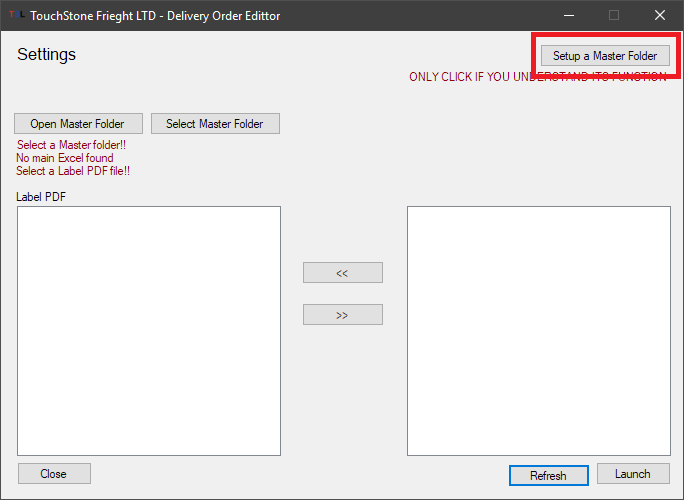 TFL TouchStone Frieght LTD - Delivery Order Edittor
Settings
Setup a Master Folder
ONLY CLICK IF YOU UNDERSTAND ITS FUNCTION
Open Master Folder
Select Master Folder
Select a Master folder!!
No main Excel found
Select a Label PDF file!!
Label PDF
<<
>>
Close
Refresh
Launch